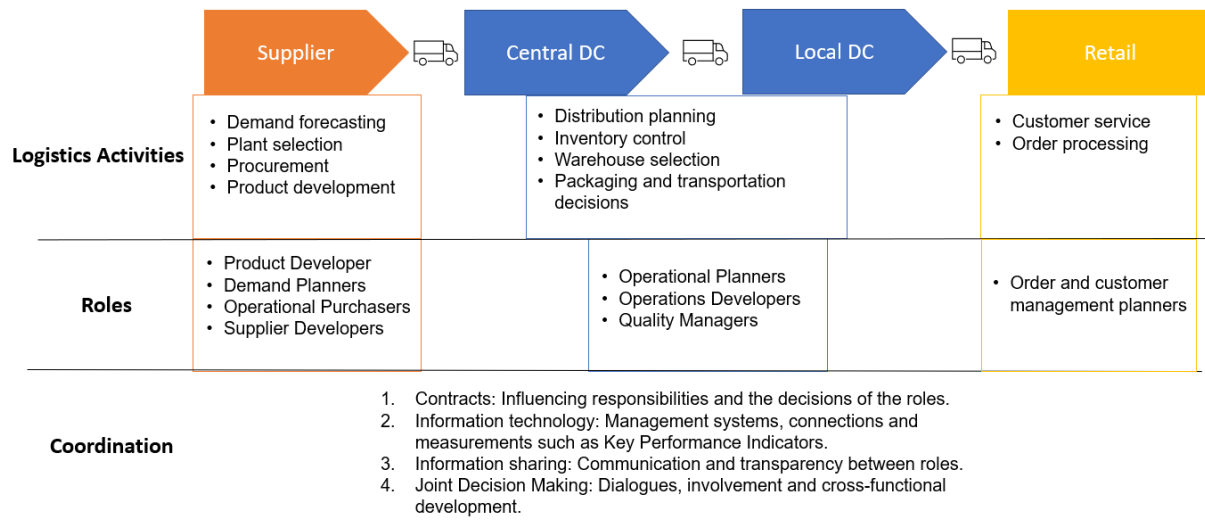 Supplier
Central DC
Local DC
Retail
Logistics Activities
• Demand forecasting
• Plant selection
• Procurement
• Product development
• Distribution planning
• Inventory control
• Warehouse selection
• Packaging and transportation
decisions
• Customer service
• Order processing
Roles
• Product Developer
• Demand Planners
• Operational Purchasers
• Supplier Developers
• Operational Planners
• Operations Developers
• Quality Managers
• Order and customer
management planners
Coordination
1. Contracts: Influencing responsibilities and the decisions of the roles.
2. Information technology: Management systems, connections and
measurements such as Key Performance Indicators.
3. Information sharing: Communication and transparency between roles.
4. Joint Decision Making: Dialogues, involvement and cross-functional
development.